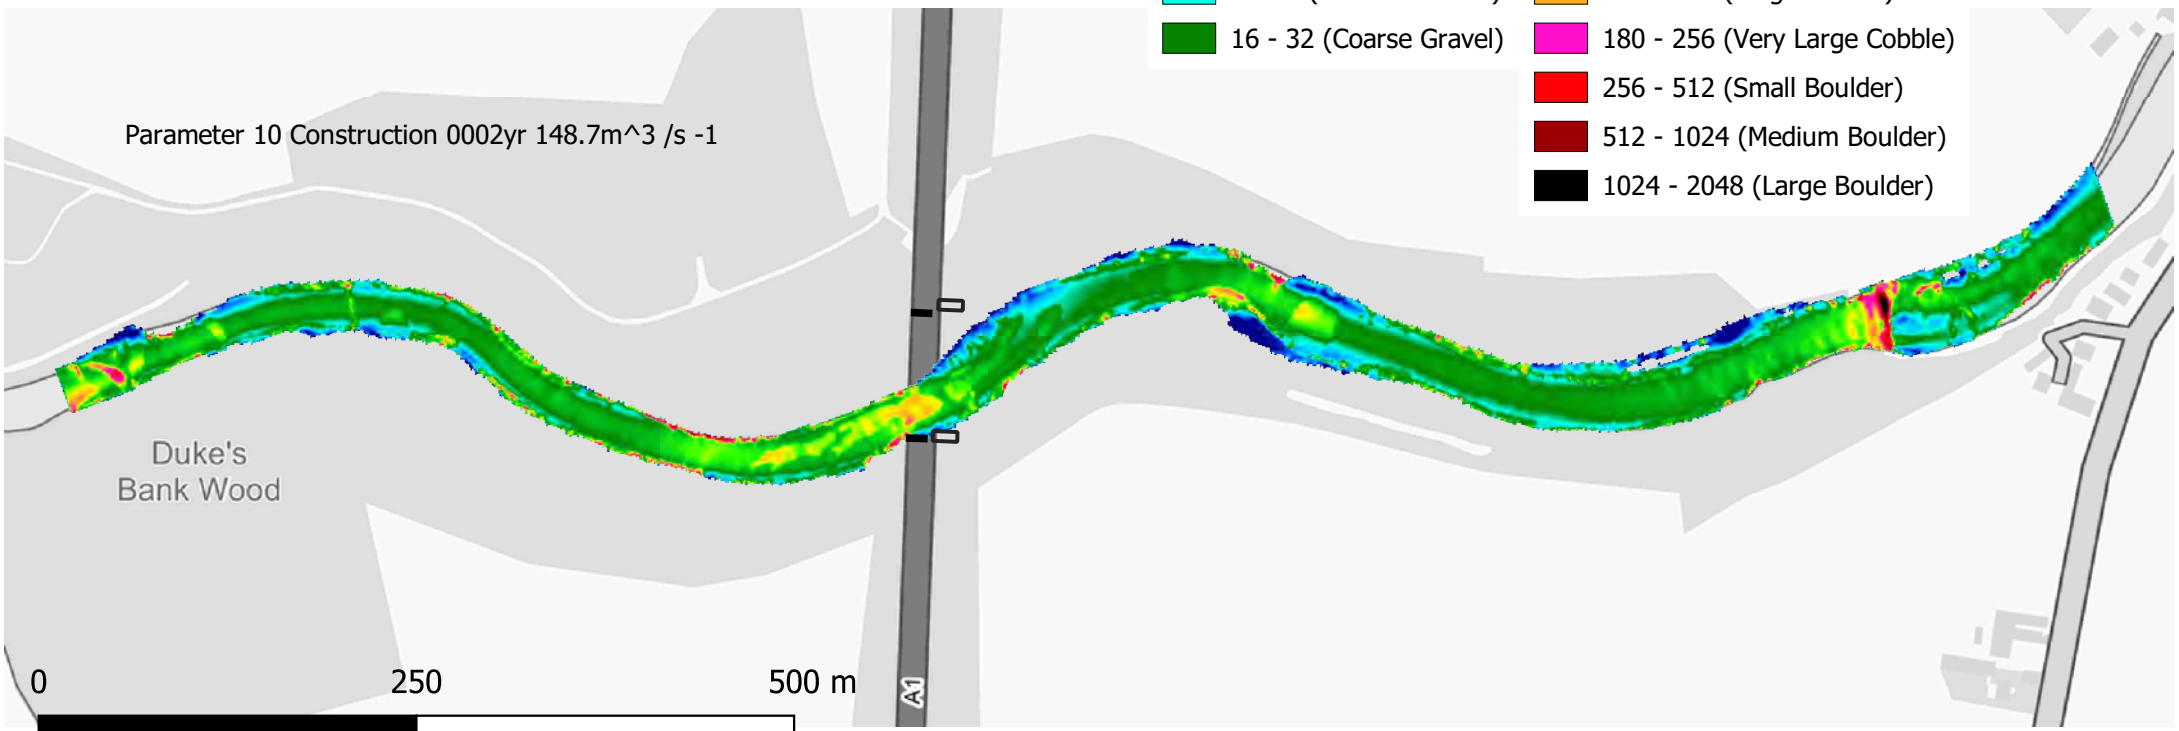 16 - 32 (Coarse Gravel)
180 - 256 (Very Large Cobble)
256 - 512 (Small Boulder)
512 - 1024 (Medium Boulder)
1024 - 2048 (Large Boulder)
Parameter 10 Construction 0002yr 148.7m^3 /s -1
Duke's
Bank Wood
A1
0 250 500 m